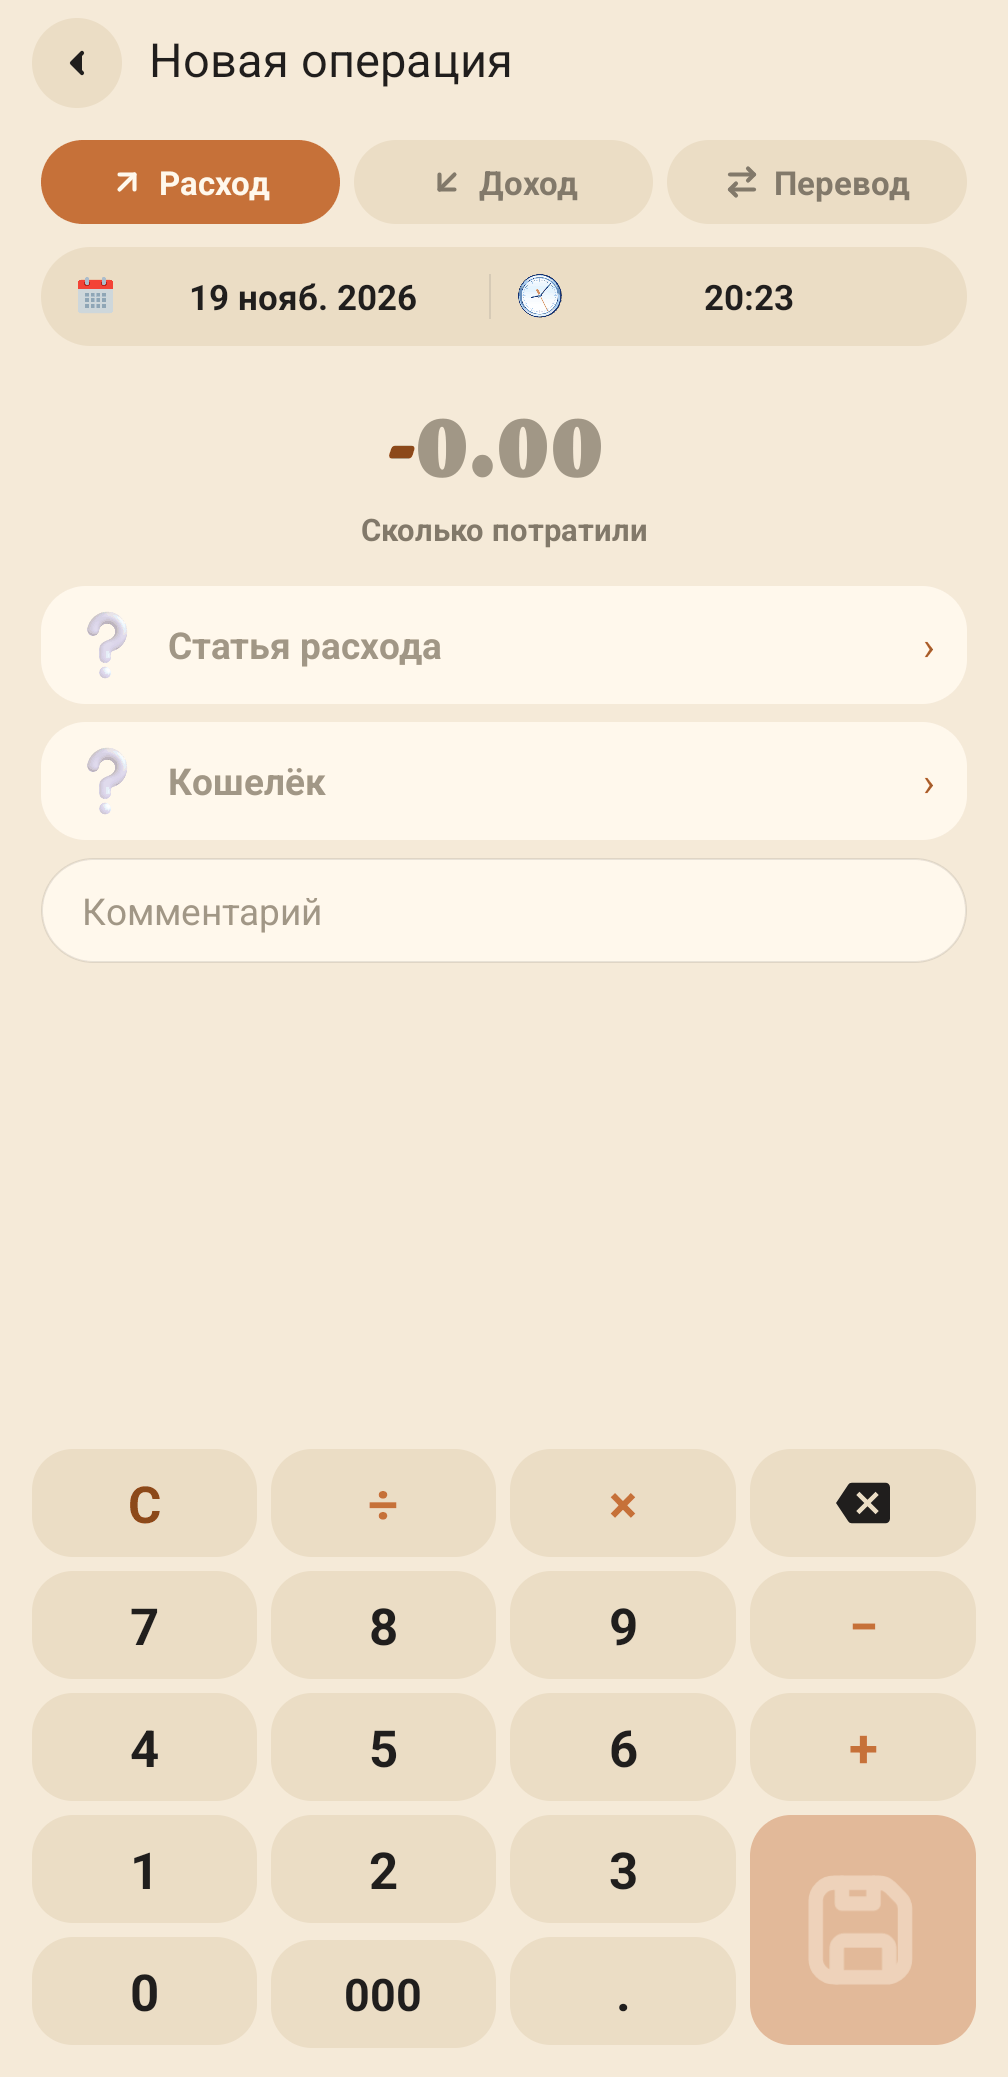 Новая операция
Расход Доход Перевод
19 нояб. 2026 20:23
-0.00
Сколько потратили
Статья расхода ›
Кошелёк ›
Комментарий
C ÷ ×
7 8 9 −
4 5 6 +
1 2 3
0 000 .